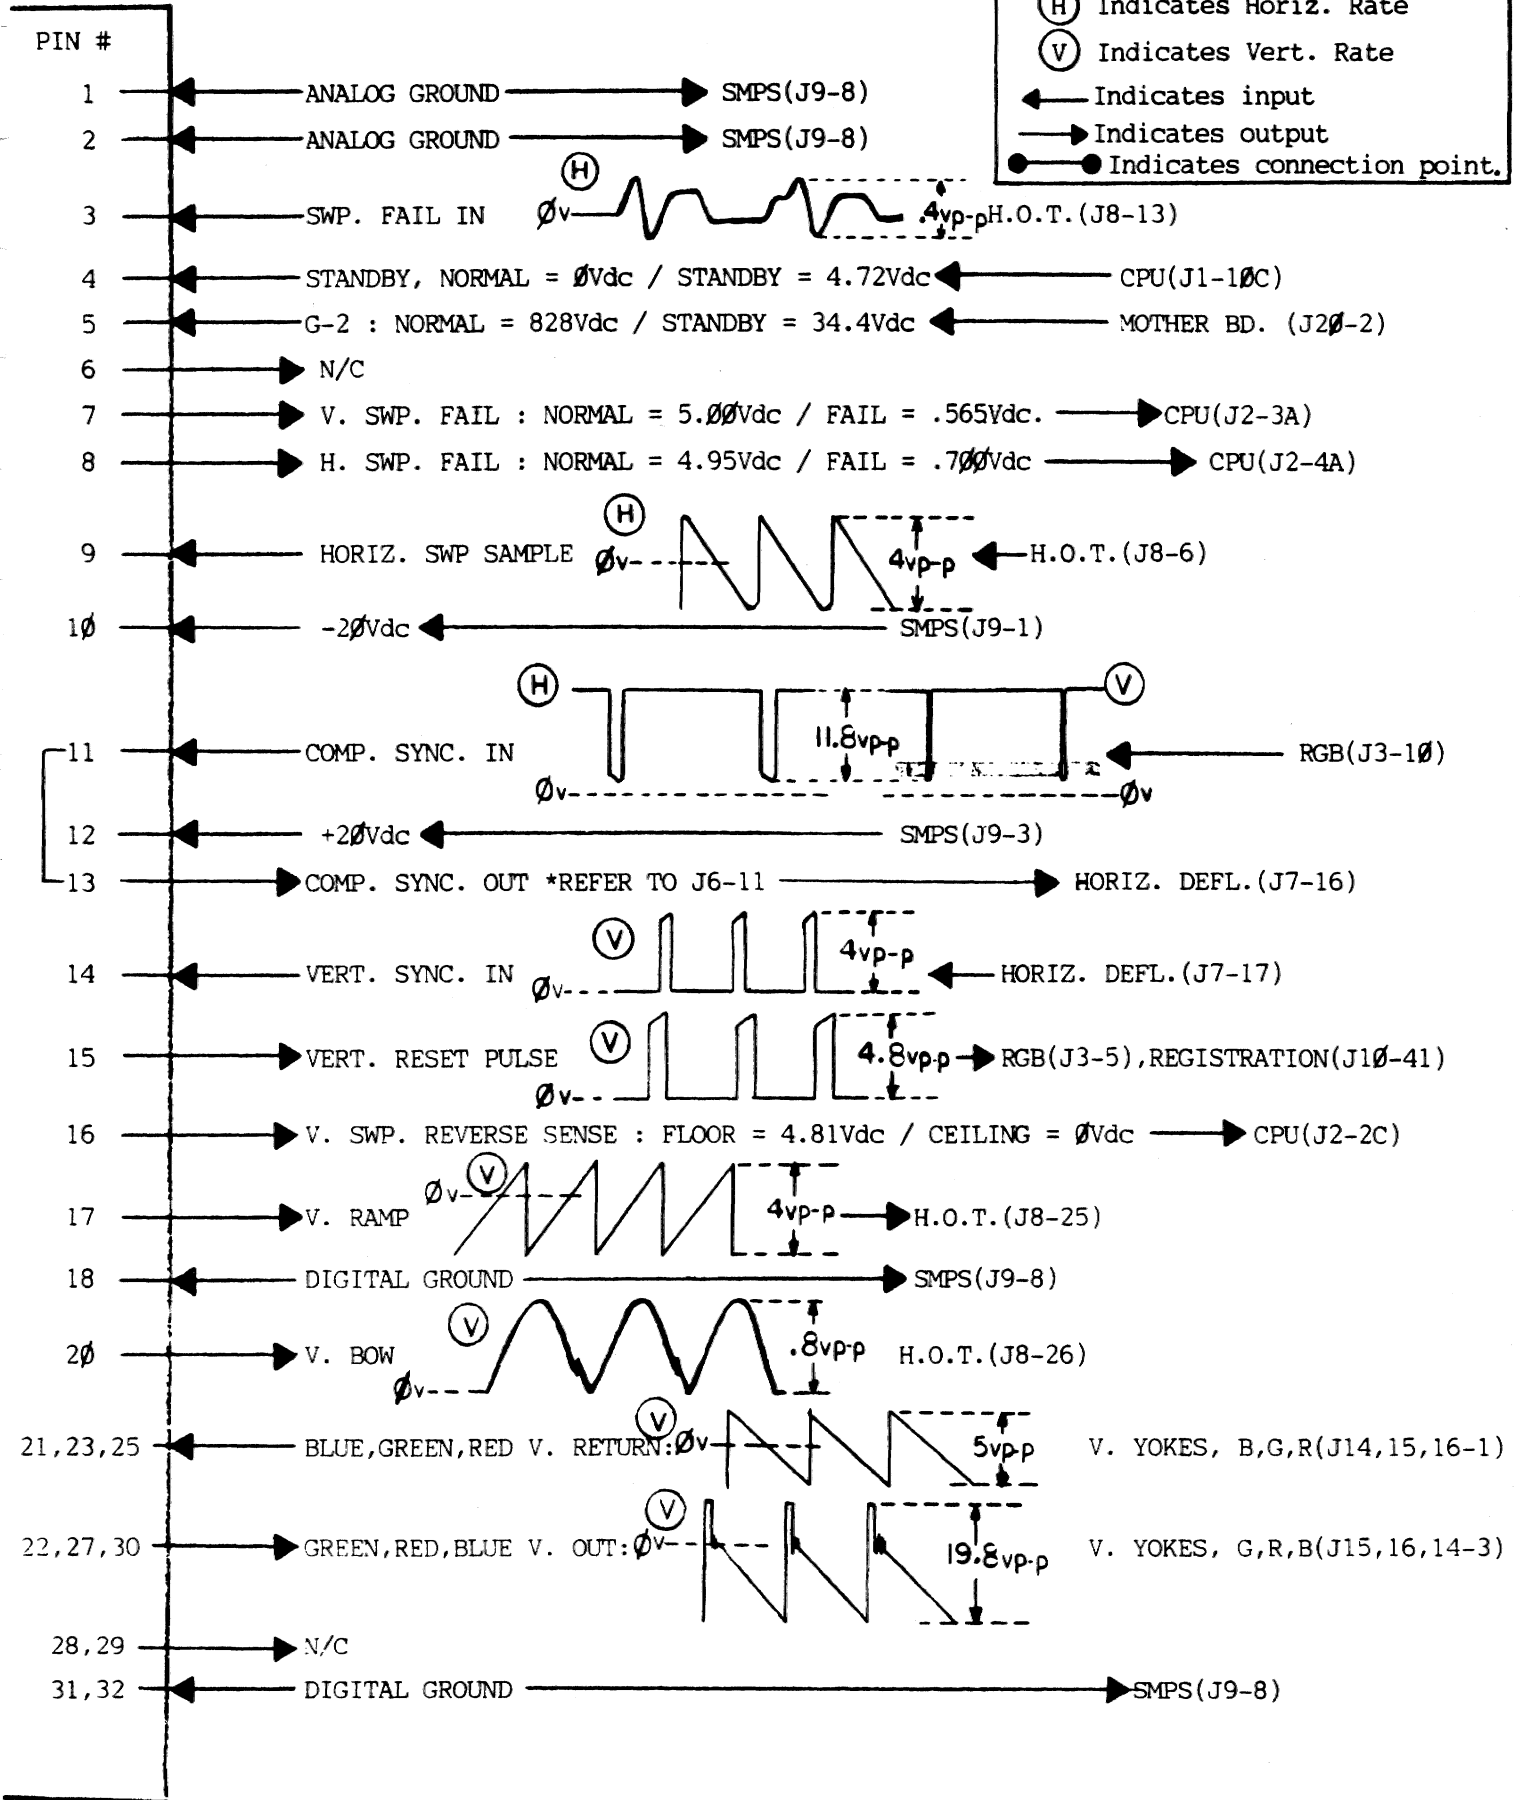 Ⓗ Indicates Horiz. Rate
PIN #
Ⓥ Indicates Vert. Rate
Indicates input
Indicates output
Indicates connection point.
1 ANALOG GROUND SMPS(J9-8)
2 ANALOG GROUND SMPS(J9-8)
Ⓗ
3 SWP. FAIL IN Øv .4vp-p H.O.T.(J8-13)
4 STANDBY, NORMAL = ØVdc / STANDBY = 4.72Vdc CPU(J1-1ØC)
5 G-2 : NORMAL = 828Vdc / STANDBY = 34.4Vdc MOTHER BD. (J2Ø-2)
6 N/C
7 V. SWP. FAIL : NORMAL = 5.ØØVdc / FAIL = .565Vdc. CPU(J2-3A)
8 H. SWP. FAIL : NORMAL = 4.95Vdc / FAIL = .7ØØVdc CPU(J2-4A)
Ⓗ
9 HORIZ. SWP SAMPLE Øv 4vp-p H.O.T.(J8-6)
1Ø -2ØVdc SMPS(J9-1)
Ⓗ Ⓥ
11.8vp-p
11 COMP. SYNC. IN RGB(J3-1Ø)
Øv Øv
12 +2ØVdc SMPS(J9-3)
13 COMP. SYNC. OUT *REFER TO J6-11 HORIZ. DEFL.(J7-16)
Ⓥ 4vp-p
14 VERT. SYNC. IN Øv HORIZ. DEFL.(J7-17)
Ⓥ
15 VERT. RESET PULSE 4.8vp-p RGB(J3-5),REGISTRATION(J1Ø-41)
Øv
16 V. SWP. REVERSE SENSE : FLOOR = 4.81Vdc / CEILING = ØVdc CPU(J2-2C)
Ⓥ
Øv
17 V. RAMP 4vp-p H.O.T.(J8-25)
18 DIGITAL GROUND SMPS(J9-8)
Ⓥ
2Ø V. BOW .8vp-p H.O.T.(J8-26)
Øv
Ⓥ
21,23,25 BLUE,GREEN,RED V. RETURN:Øv 5vp-p V. YOKES, B,G,R(J14,15,16-1)
Ⓥ
22,27,30 GREEN,RED,BLUE V. OUT:Øv 19.8vp-p V. YOKES, G,R,B(J15,16,14-3)
28,29 N/C
31,32 DIGITAL GROUND SMPS(J9-8)